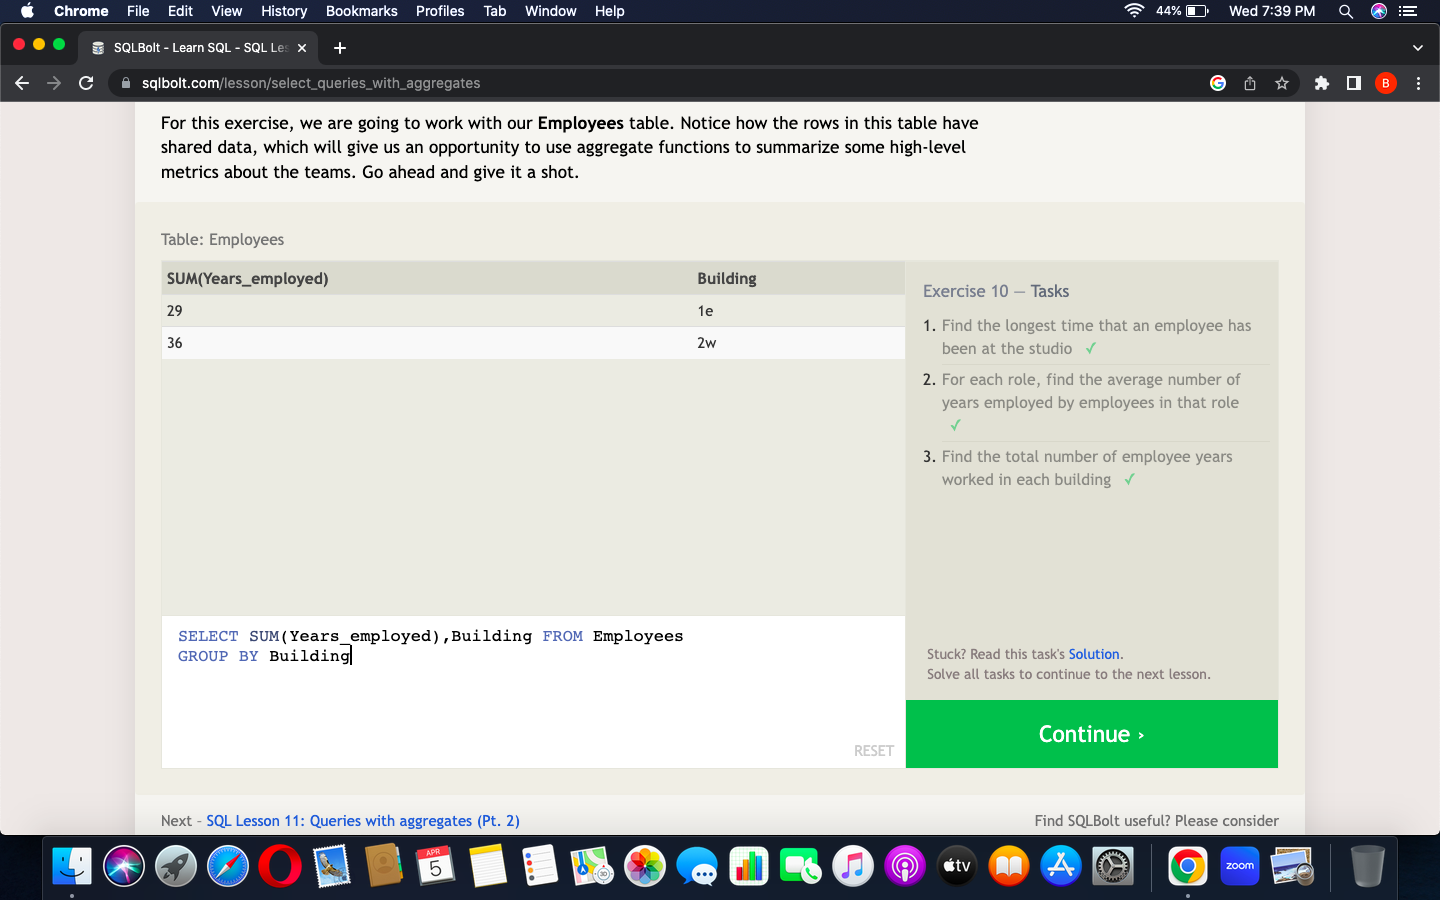 Chrome File Edit View History Bookmarks Profiles Tab Window Help 44% Wed 7:39 PM
SQLBolt - Learn SQL - SQL Les
sqlbolt.com/lesson/select_queries_with_aggregates B
For this exercise, we are going to work with our Employees table. Notice how the rows in this table have
shared data, which will give us an opportunity to use aggregate functions to summarize some high-level
metrics about the teams. Go ahead and give it a shot.
Table: Employees
SUM(Years_employed) Building
29 1e
36 2w
Exercise 10 — Tasks
1. Find the longest time that an employee has
been at the studio ✓
2. For each role, find the average number of
years employed by employees in that role
✓
3. Find the total number of employee years
worked in each building ✓
SELECT SUM(Years_employed),Building FROM Employees
GROUP BY Building
RESET
Stuck? Read this task's Solution.
Solve all tasks to continue to the next lesson.
Continue ›
Next – SQL Lesson 11: Queries with aggregates (Pt. 2)
Find SQLBolt useful? Please consider
APR
5
3D
tv
zoom